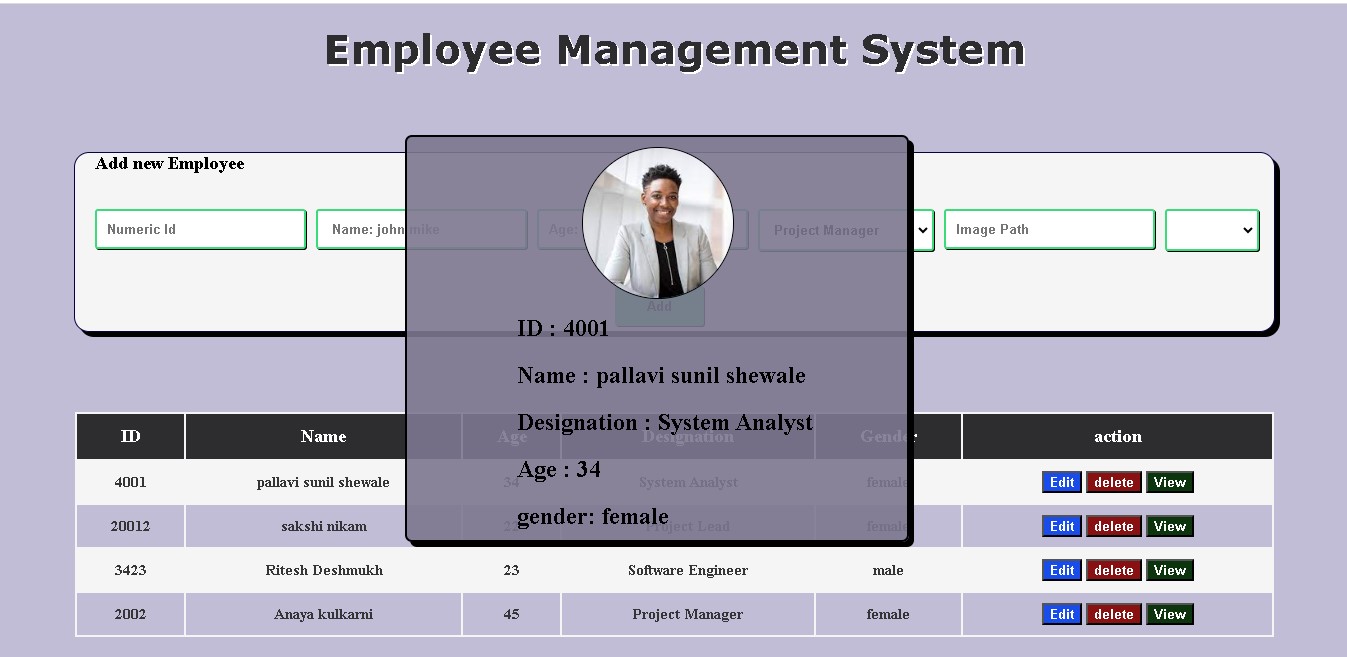 Employee Management System
Add new Employee
Numeric Id
Name: john mike
Age:
Project Manager
Image Path
Add
ID : 4001
Name : pallavi sunil shewale
Designation : System Analyst
Age : 34
gender: female
ID Name Age Designation Gender action
4001 pallavi sunil shewale 34 System Analyst female Edit delete View
20012 sakshi nikam 22 Project Lead female Edit delete View
3423 Ritesh Deshmukh 23 Software Engineer male Edit delete View
2002 Anaya kulkarni 45 Project Manager female Edit delete View